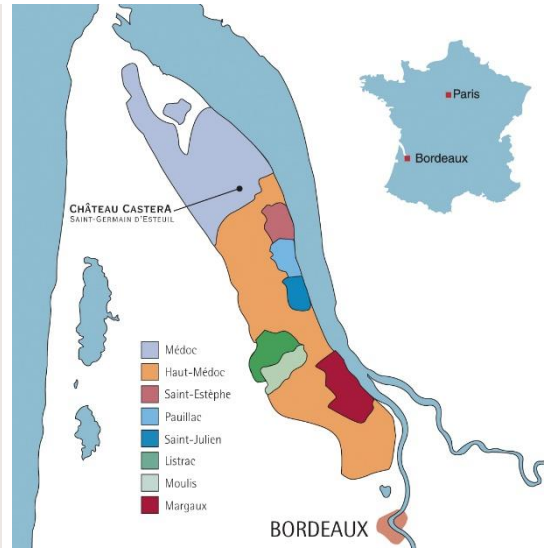 Paris
Bordeaux
CHÂTEAU CASTERA
SAINT-GERMAIN D'ESTEUIL
Médoc
Haut-Médoc
Saint-Estèphe
Pauillac
Saint-Julien
Listrac
Moulis
Margaux
BORDEAUX